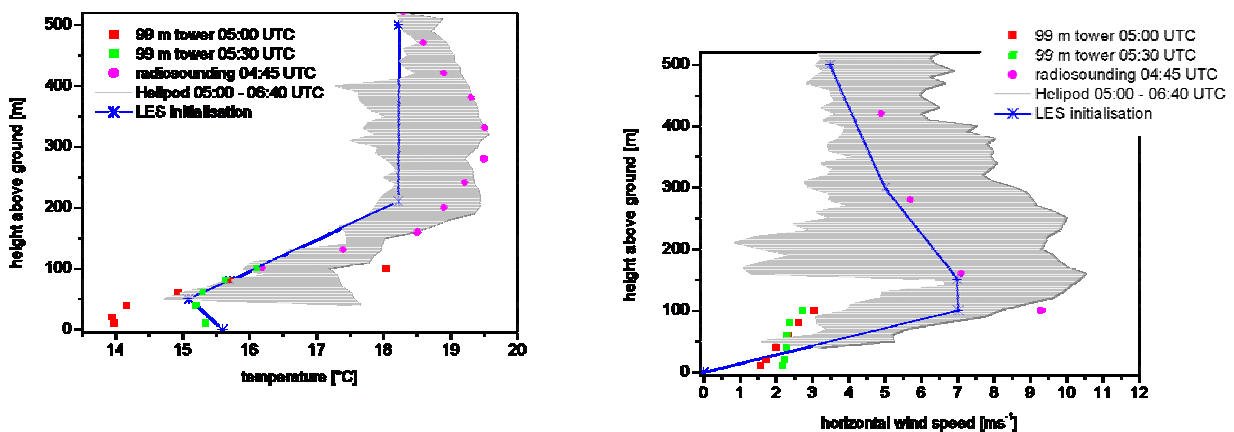 500
400
300
200
100
0
height above ground [m]
99 m tower 05:00 UTC
99 m tower 05:30 UTC
radiosounding 04:45 UTC
Helipod 05:00 - 06:40 UTC
LES initialisation
14 15 16 17 18 19 20
temperature [°C]
500
400
300
200
100
0
height above ground [m]
99 m tower 05:00 UTC
99 m tower 05:30 UTC
radiosounding 04:45 UTC
Helipod 05:00 - 06:40 UTC
LES initialisation
0 1 2 3 4 5 6 7 8 9 10 11 12
horizontal wind speed [ms⁻¹]